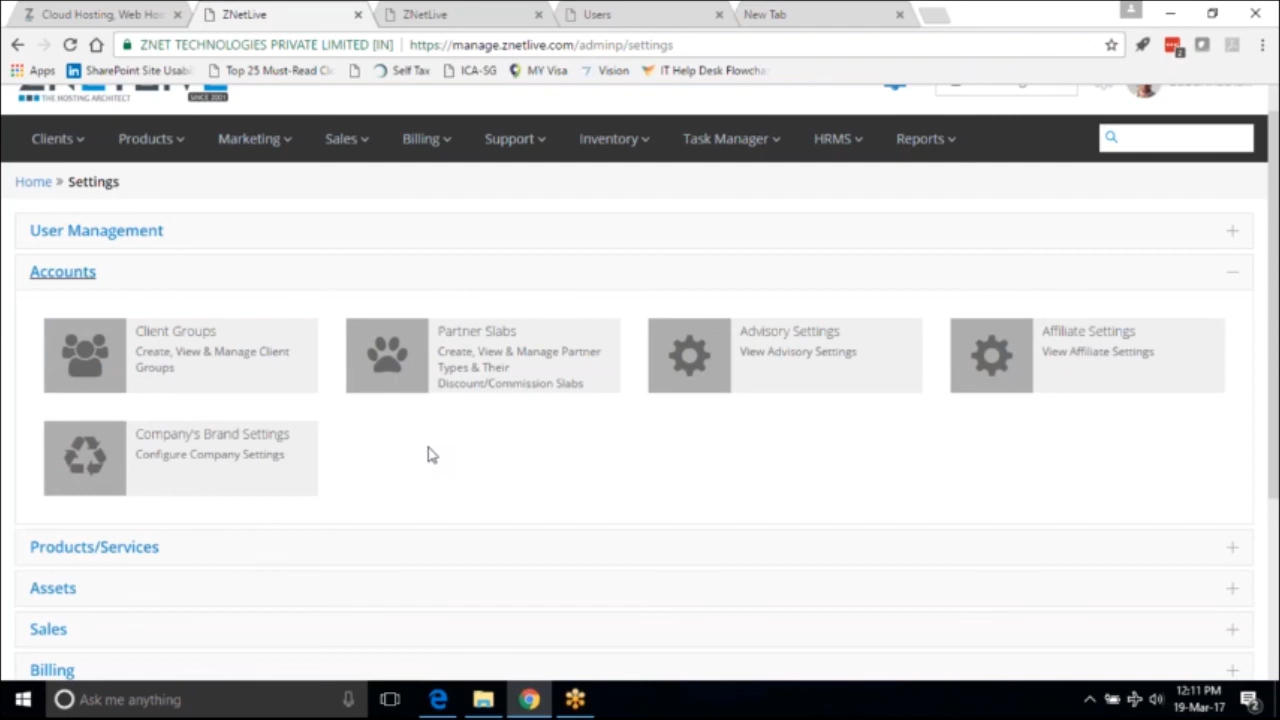 Cloud Hosting, Web Hos
ZNetLive
ZNetLive
Users
New Tab
ZNET TECHNOLOGIES PRIVATE LIMITED [IN] https://manage.znetlive.com/adminp/settings
Apps
SharePoint Site Usabi
Top 25 Must-Read Cl
Self Tax
ICA-SG
MY Visa
Vision
IT Help Desk Flowcha
THE HOSTING ARCHITECT
SINCE 2001
Clients
Products
Marketing
Sales
Billing
Support
Inventory
Task Manager
HRMS
Reports
Home » Settings
User Management
Accounts
Client Groups
Create, View & Manage Client
Groups
Partner Slabs
Create, View & Manage Partner
Types & Their
Discount/Commission Slabs
Advisory Settings
View Advisory Settings
Affiliate Settings
View Affiliate Settings
Company's Brand Settings
Configure Company Settings
Products/Services
Assets
Sales
Billing
Ask me anything
12:11 PM
19-Mar-17
2